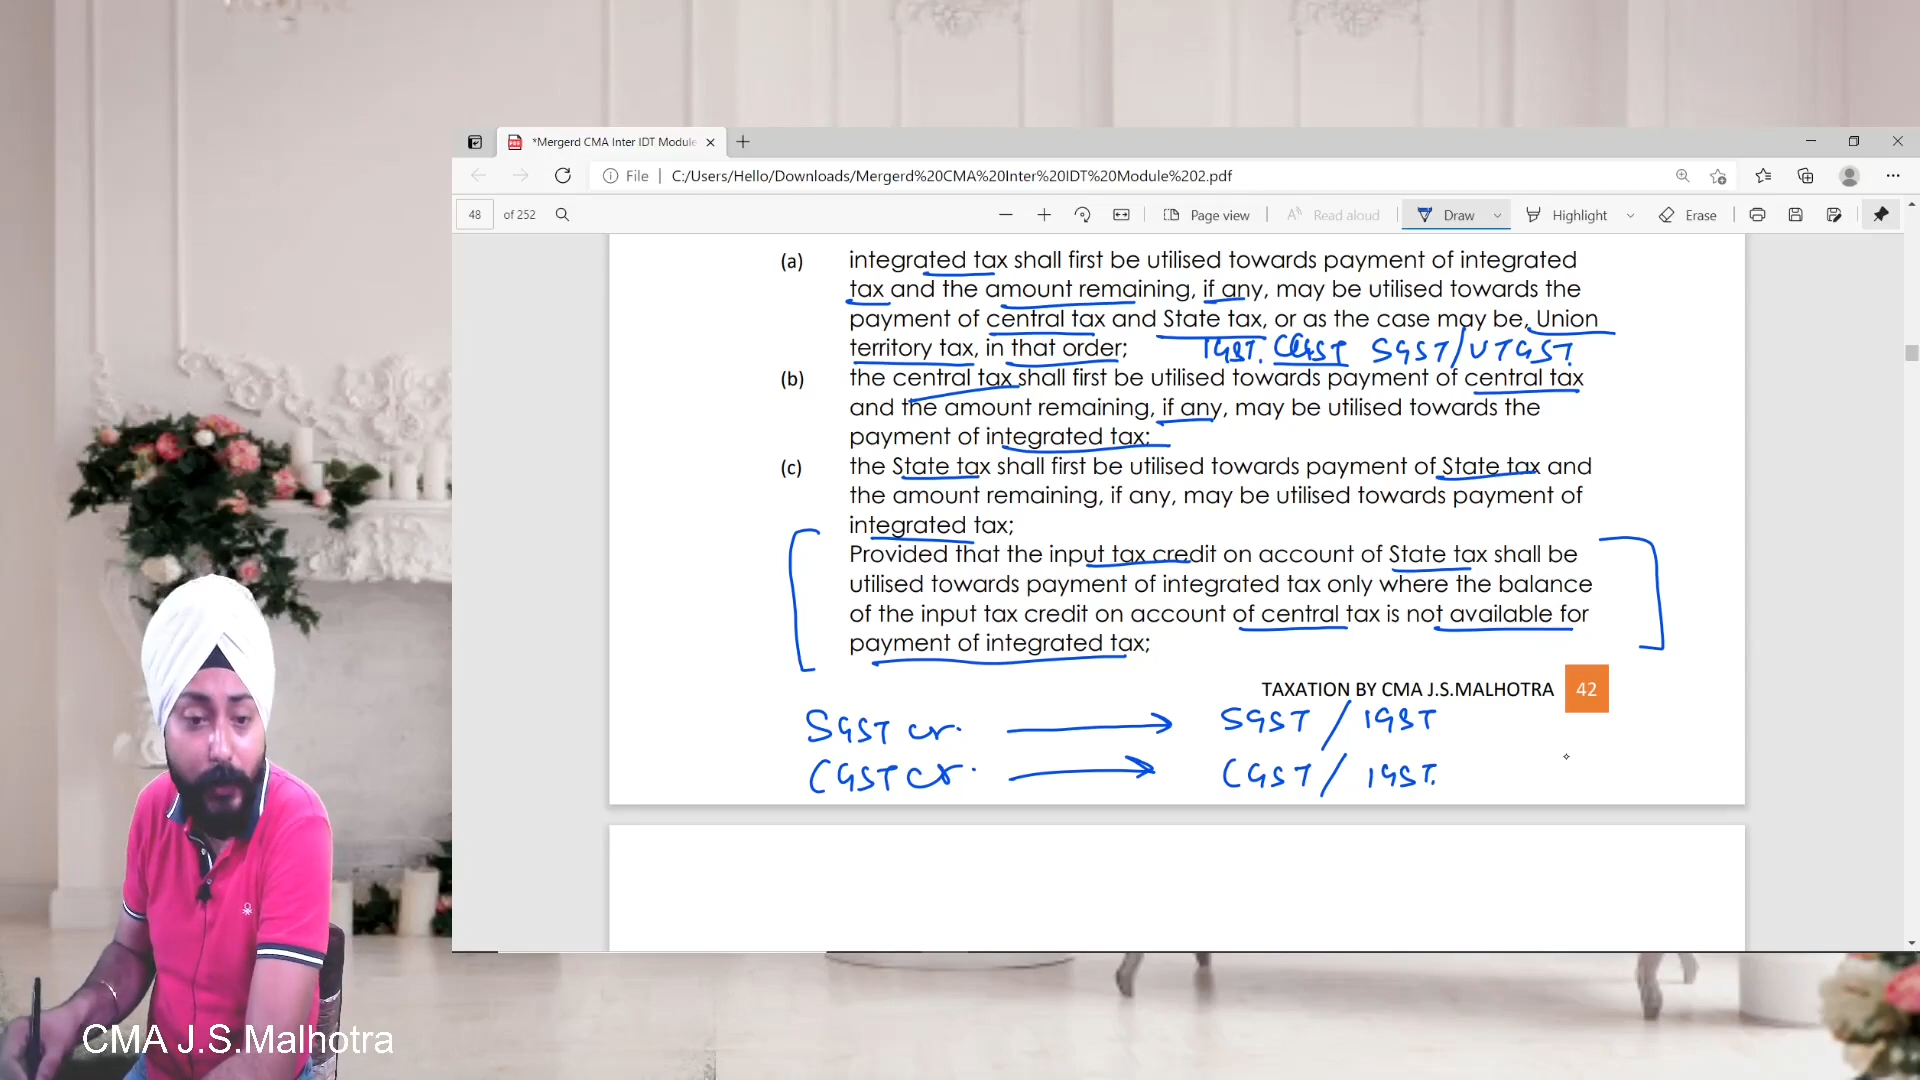 *Mergerd CMA Inter IDT Module
File | C:/Users/Hello/Downloads/Mergerd%20CMA%20Inter%20IDT%20Module%202.pdf
48 of 252 Page view Read aloud Draw Highlight Erase
(a) integrated tax shall first be utilised towards payment of integrated
tax and the amount remaining, if any, may be utilised towards the
payment of central tax and State tax, or as the case may be, Union
territory tax, in that order; IGST. CGST SGST/UTGST.
(b) the central tax shall first be utilised towards payment of central tax
and the amount remaining, if any, may be utilised towards the
payment of integrated tax;
(c) the State tax shall first be utilised towards payment of State tax and
the amount remaining, if any, may be utilised towards payment of
integrated tax;
Provided that the input tax credit on account of State tax shall be
utilised towards payment of integrated tax only where the balance
of the input tax credit on account of central tax is not available for
payment of integrated tax;
TAXATION BY CMA J.S.MALHOTRA 42
SGST cr. SGST / IGST
CGST cr. CGST / IGST.
CMA J.S.Malhotra